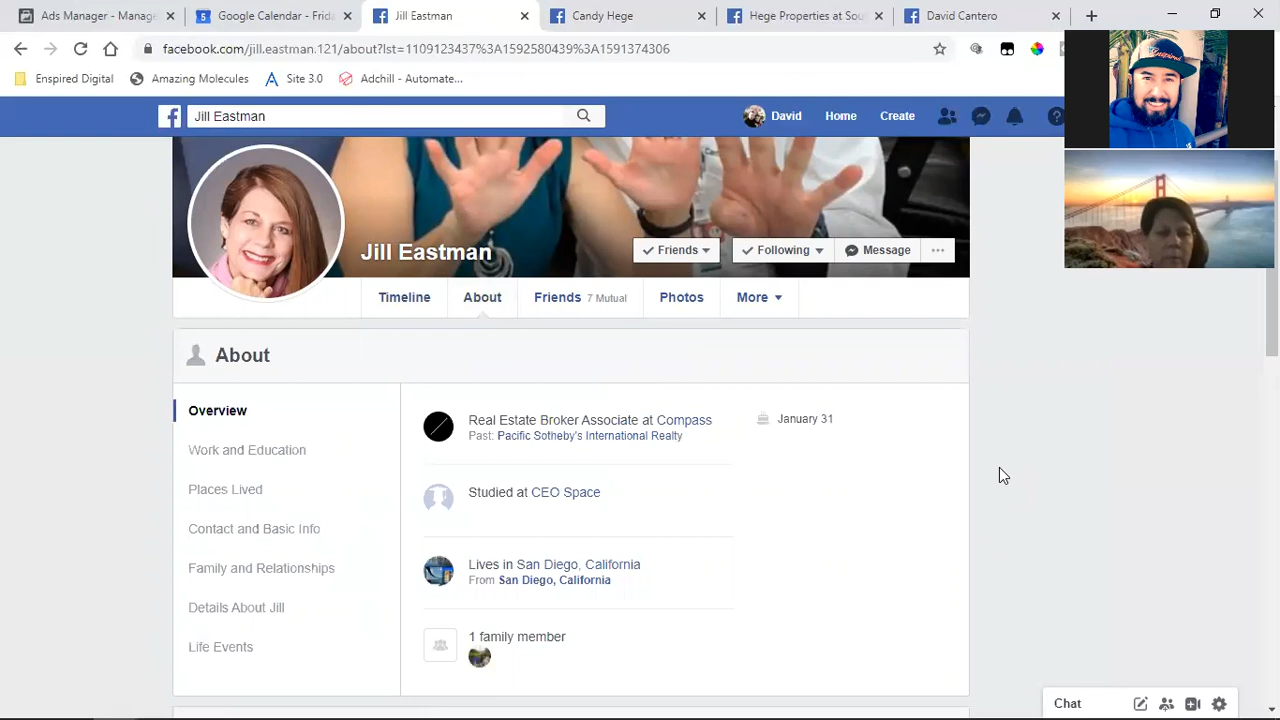 Ads Manager - Manage
Google Calendar - Frida
Jill Eastman
Candy Hege
Hege Properties at Sou
David Cantero
facebook.com/jill.eastman.121/about?lst=1109123437%3A1592580439%3A1591374306
Enspired Digital
Amazing Molecules
Site 3.0
Adchill - Automate...
Jill Eastman
David
Home
Create
Jill Eastman
Friends
Following
Message
Timeline
About
Friends 7 Mutual
Photos
More
About
Overview
Work and Education
Places Lived
Contact and Basic Info
Family and Relationships
Details About Jill
Life Events
Real Estate Broker Associate at Compass
Past: Pacific Sotheby's International Realty
January 31
Studied at CEO Space
Lives in San Diego, California
From San Diego, California
1 family member
Chat